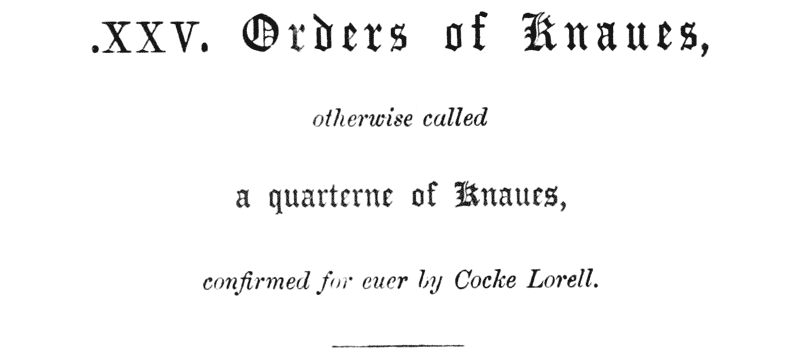 .XXV. Orders of Knaues,
otherwise called
a quarterne of Knaues,
confirmed for euer by Cocke Lorell.